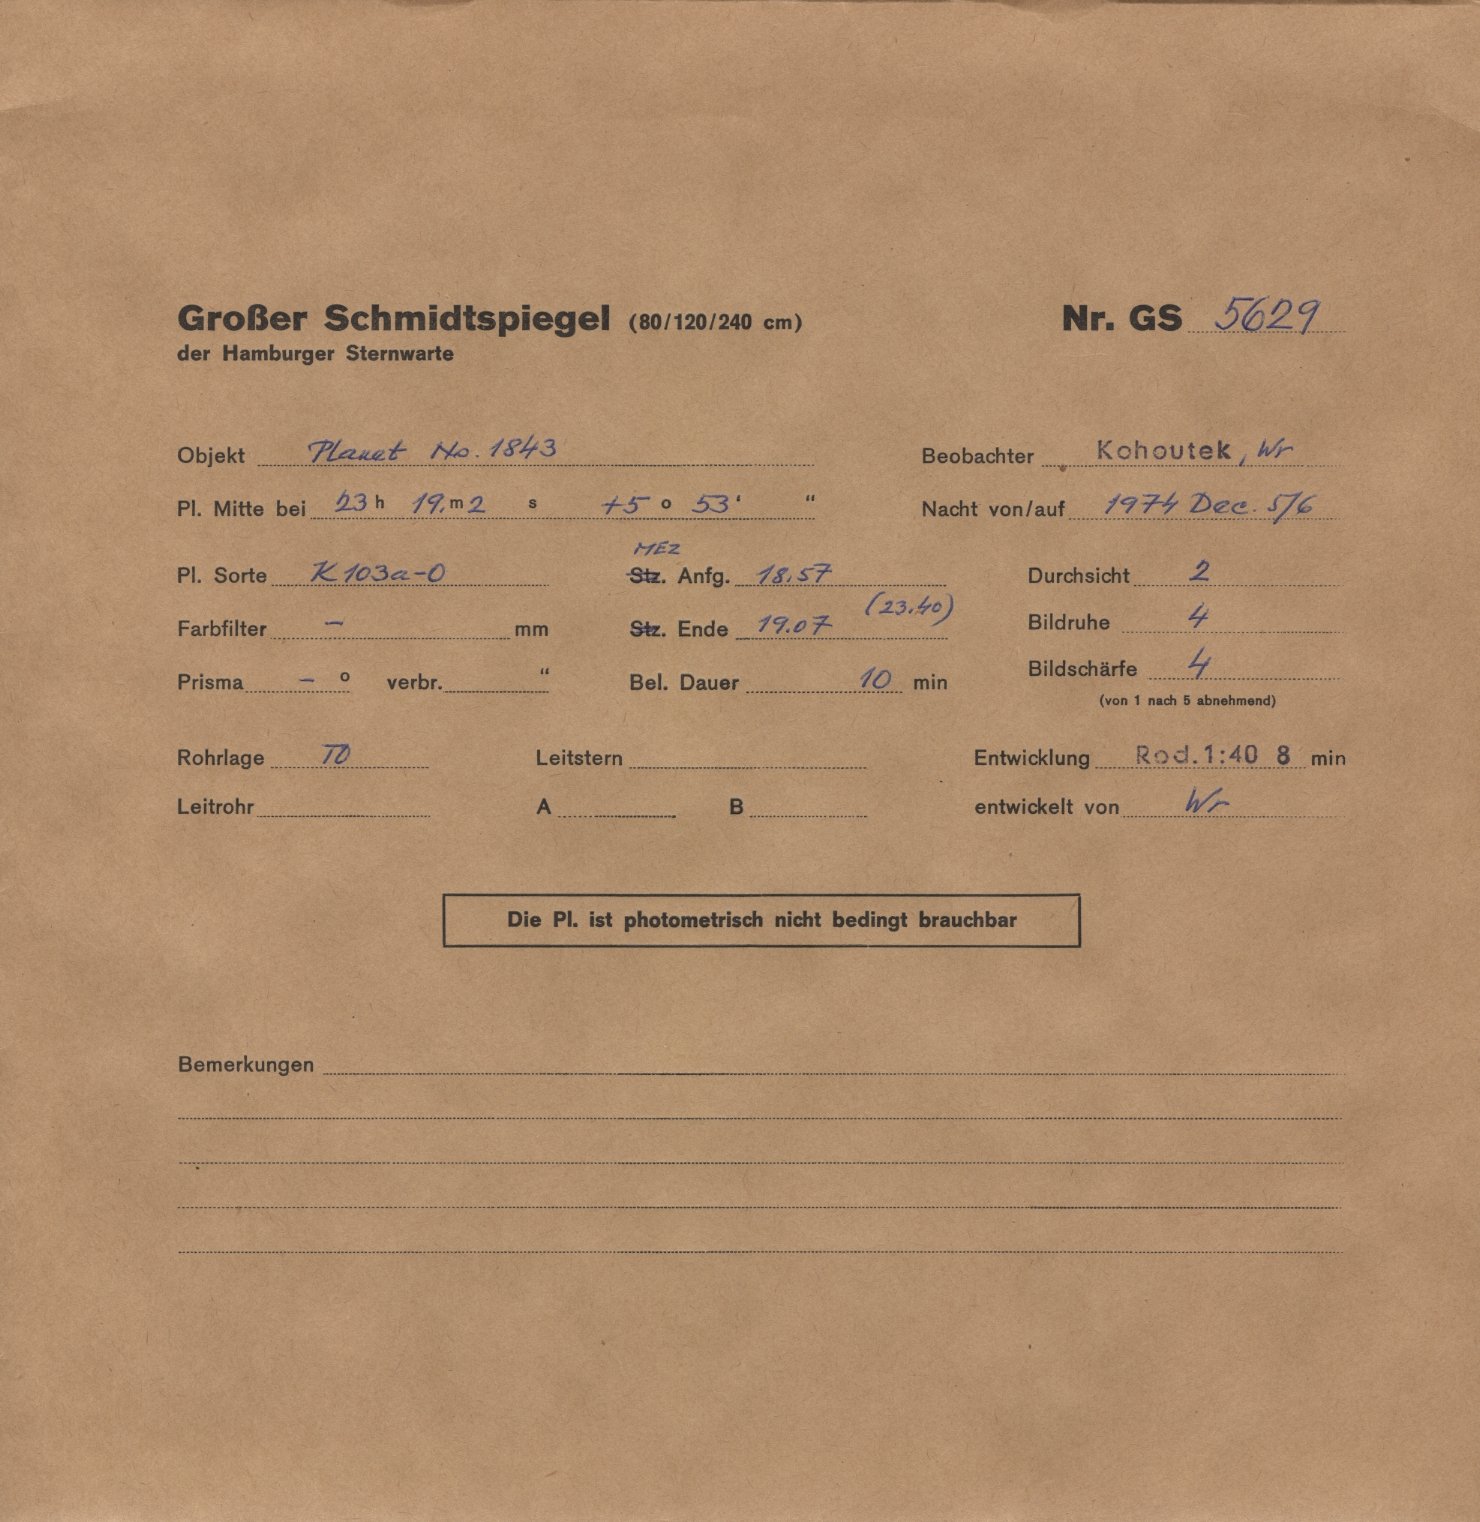 Großer Schmidtspiegel (80/120/240 cm) Nr. GS 5629
der Hamburger Sternwarte
Objekt Planet No. 1843 Beobachter Kohoutek, Wr
Pl. Mitte bei 23 h 19. m 2 s +5 o 53 ' “ Nacht von/auf 1974 Dec. 5/6
MEZ
Pl. Sorte K 103a-O Stz. Anfg. 18.57 Durchsicht 2
(23.40)
Farbfilter – mm Stz. Ende 19.07 Bildruhe 4
Prisma – o verbr. “ Bel. Dauer 10 min Bildschärfe 4
(von 1 nach 5 abnehmend)
Rohrlage TO Leitstern Entwicklung Rod. 1:40 8 min
Leitrohr A B entwickelt von Wr
Die Pl. ist photometrisch nicht bedingt brauchbar
Bemerkungen